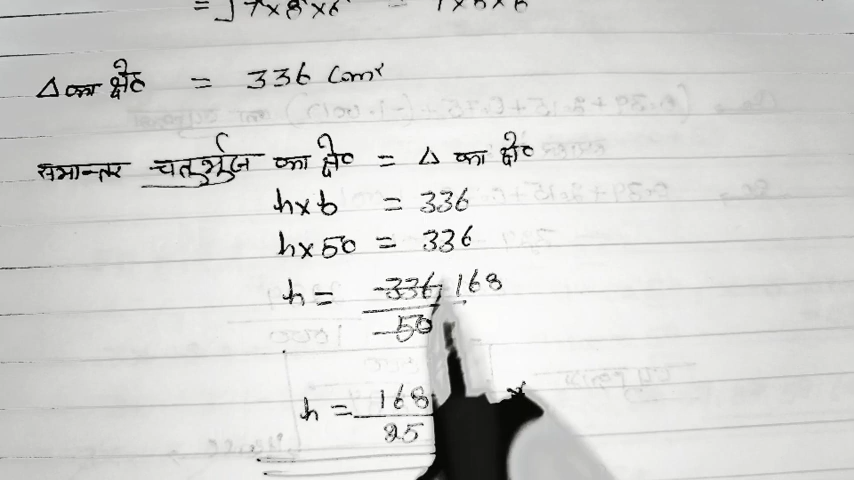 △ का क्षे०  = 336 cm²
समान्तर चतुर्भुज का क्षे० = △ का क्षे०
h×b = 336
h×50 = 336
h = 336 168
50
h = 168
25